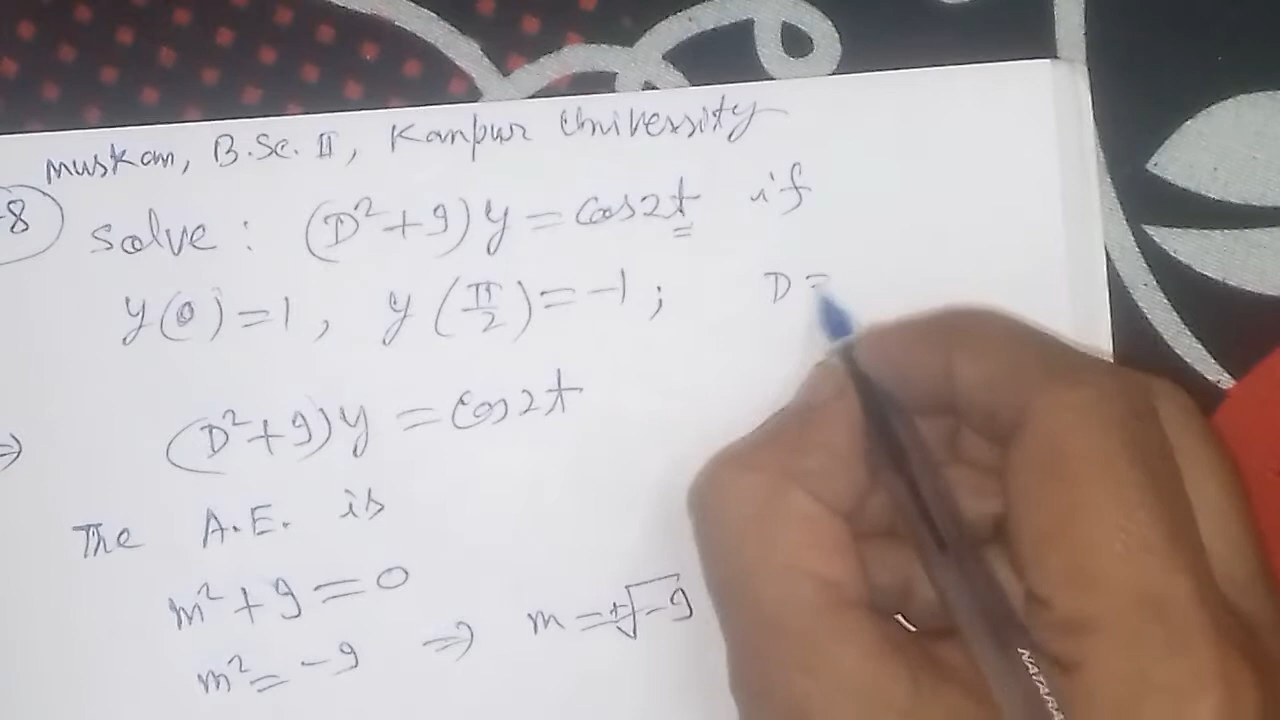 Muskan, B.Sc. II, Kanpur University
-8 Solve : (D²+9)y = cos2t if
y(0)=1, y(π/2)=-1; D=
⇒ (D²+9)y = cos2t
The A.E. is
m²+9=0
m²=-9 ⇒ m=±√-9
NATARA